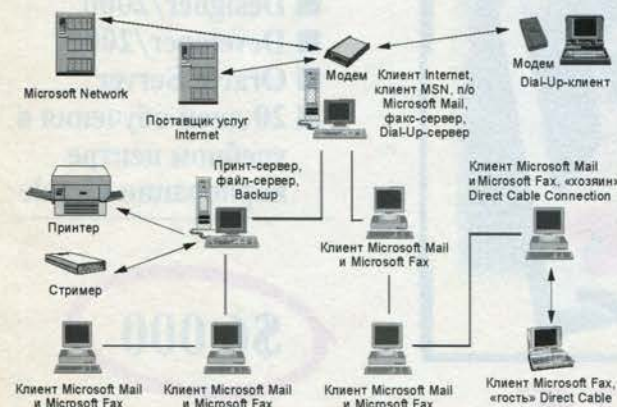 Microsoft Network
Поставщик услуг
Internet
Модем
Клиент Internet,
клиент MSN, п/о
Microsoft Mail,
факс-сервер,
Dial-Up-сервер
Модем
Dial-Up-клиент
Принтер
Стример
Принт-сервер,
файл-сервер,
Backup
Клиент Microsoft Mail
и Microsoft Fax
Клиент Microsoft Mail
и Microsoft Fax, «хозяин»
Direct Cable Connection
Клиент Microsoft Mail
и Microsoft Fax
Клиент Microsoft Mail
и Microsoft Fax
Клиент Microsoft Mail
и Microsoft Fax
Клиент Microsoft Fax,
«гость» Direct Cable